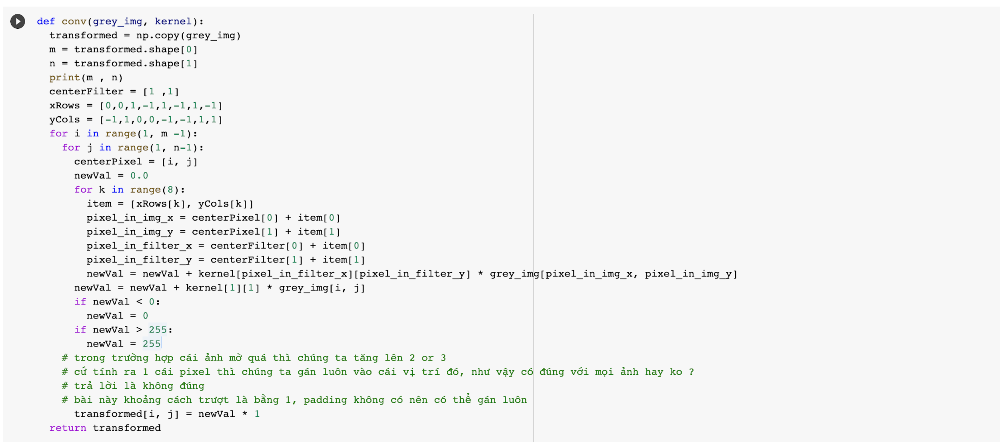 def conv(grey_img, kernel):
  transformed = np.copy(grey_img)
  m = transformed.shape[0]
  n = transformed.shape[1]
  print(m , n)
  centerFilter = [1 ,1]
  xRows = [0,0,1,-1,1,-1,1,-1]
  yCols = [-1,1,0,0,-1,-1,1,1]
  for i in range(1, m -1):
    for j in range(1, n-1):
      centerPixel = [i, j]
      newVal = 0.0
      for k in range(8):
        item = [xRows[k], yCols[k]]
        pixel_in_img_x = centerPixel[0] + item[0]
        pixel_in_img_y = centerPixel[1] + item[1]
        pixel_in_filter_x = centerFilter[0] + item[0]
        pixel_in_filter_y = centerFilter[1] + item[1]
        newVal = newVal + kernel[pixel_in_filter_x][pixel_in_filter_y] * grey_img[pixel_in_img_x, pixel_in_img_y]
      newVal = newVal + kernel[1][1] * grey_img[i, j]
      if newVal < 0:
        newVal = 0
      if newVal > 255:
        newVal = 255
    # trong trường hợp cái ảnh mờ quá thì chúng ta tăng lên 2 or 3
    # cứ tính ra 1 cái pixel thì chúng ta gán luôn vào cái vị trí đó, như vậy có đúng với mọi ảnh hay ko ?
    # trả lời là không đúng
    # bài này khoảng cách trượt là bằng 1, padding không có nên có thể gán luôn
      transformed[i, j] = newVal * 1
  return transformed